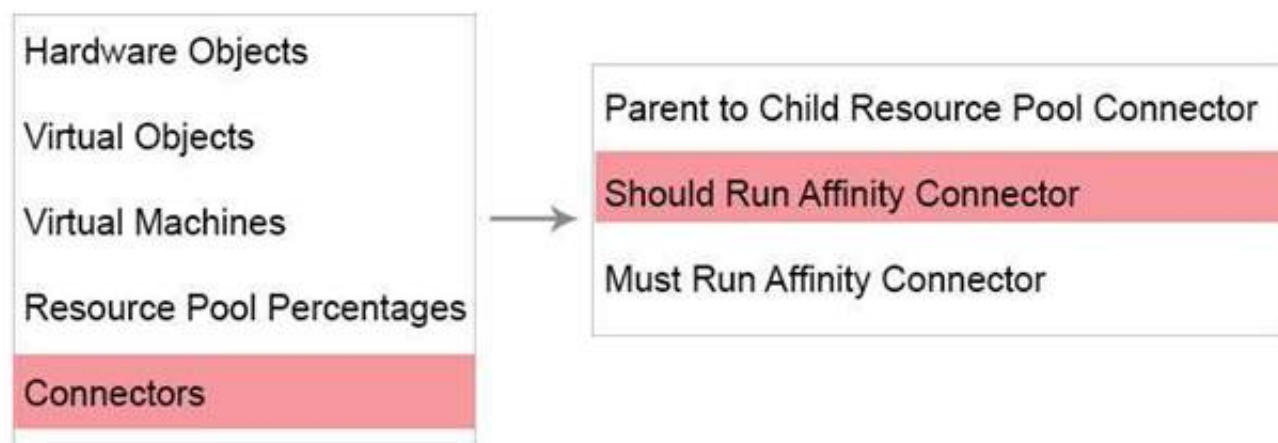 Hardware Objects
Virtual Objects
Virtual Machines
Resource Pool Percentages
Connectors
Parent to Child Resource Pool Connector
Should Run Affinity Connector
Must Run Affinity Connector